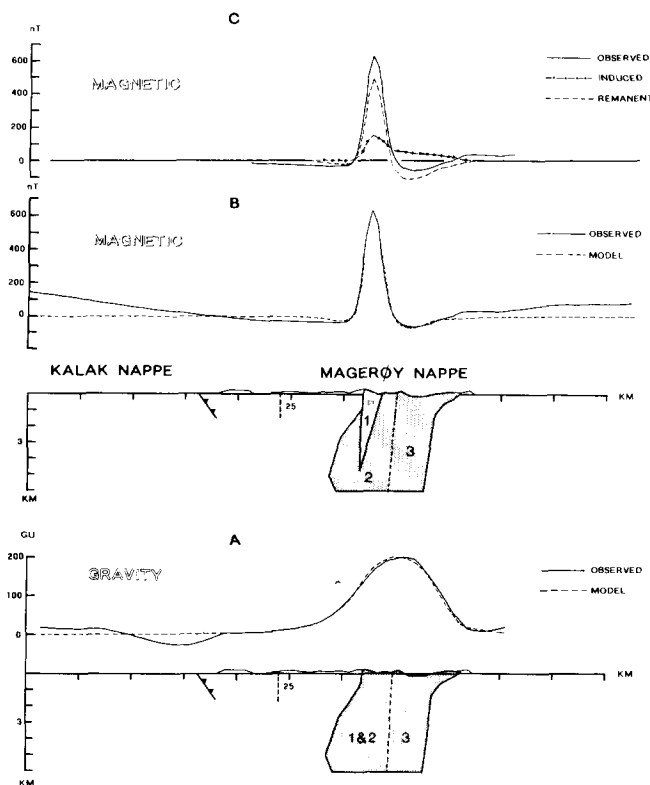 C
nT
600
400
200
0
MAGNETIC
OBSERVED
INDUCED
REMANENT
nT
B
600
400
200
0
MAGNETIC
OBSERVED
MODEL
KALAK NAPPE
MAGERØY NAPPE
25
KM
1
2
3
3
KM
GU
A
200
100
0
GRAVITY
OBSERVED
MODEL
25
KM
3
1&2
3
KM